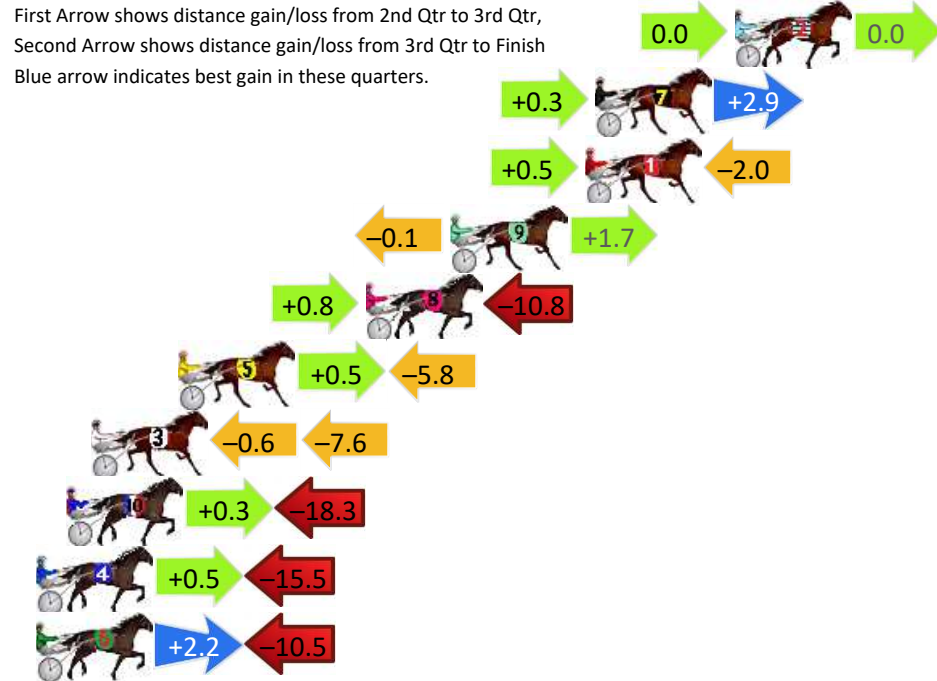 First Arrow shows distance gain/loss from 2nd Qtr to 3rd Qtr,
Second Arrow shows distance gain/loss from 3rd Qtr to Finish
Blue arrow indicates best gain in these quarters.
0.0 2 0.0
+0.3 7 +2.9
+0.5 1 –2.0
–0.1 9 +1.7
+0.8 8 –10.8
5 +0.5 –5.8
3 –0.6 –7.6
10 +0.3 –18.3
4 +0.5 –15.5
6 +2.2 –10.5